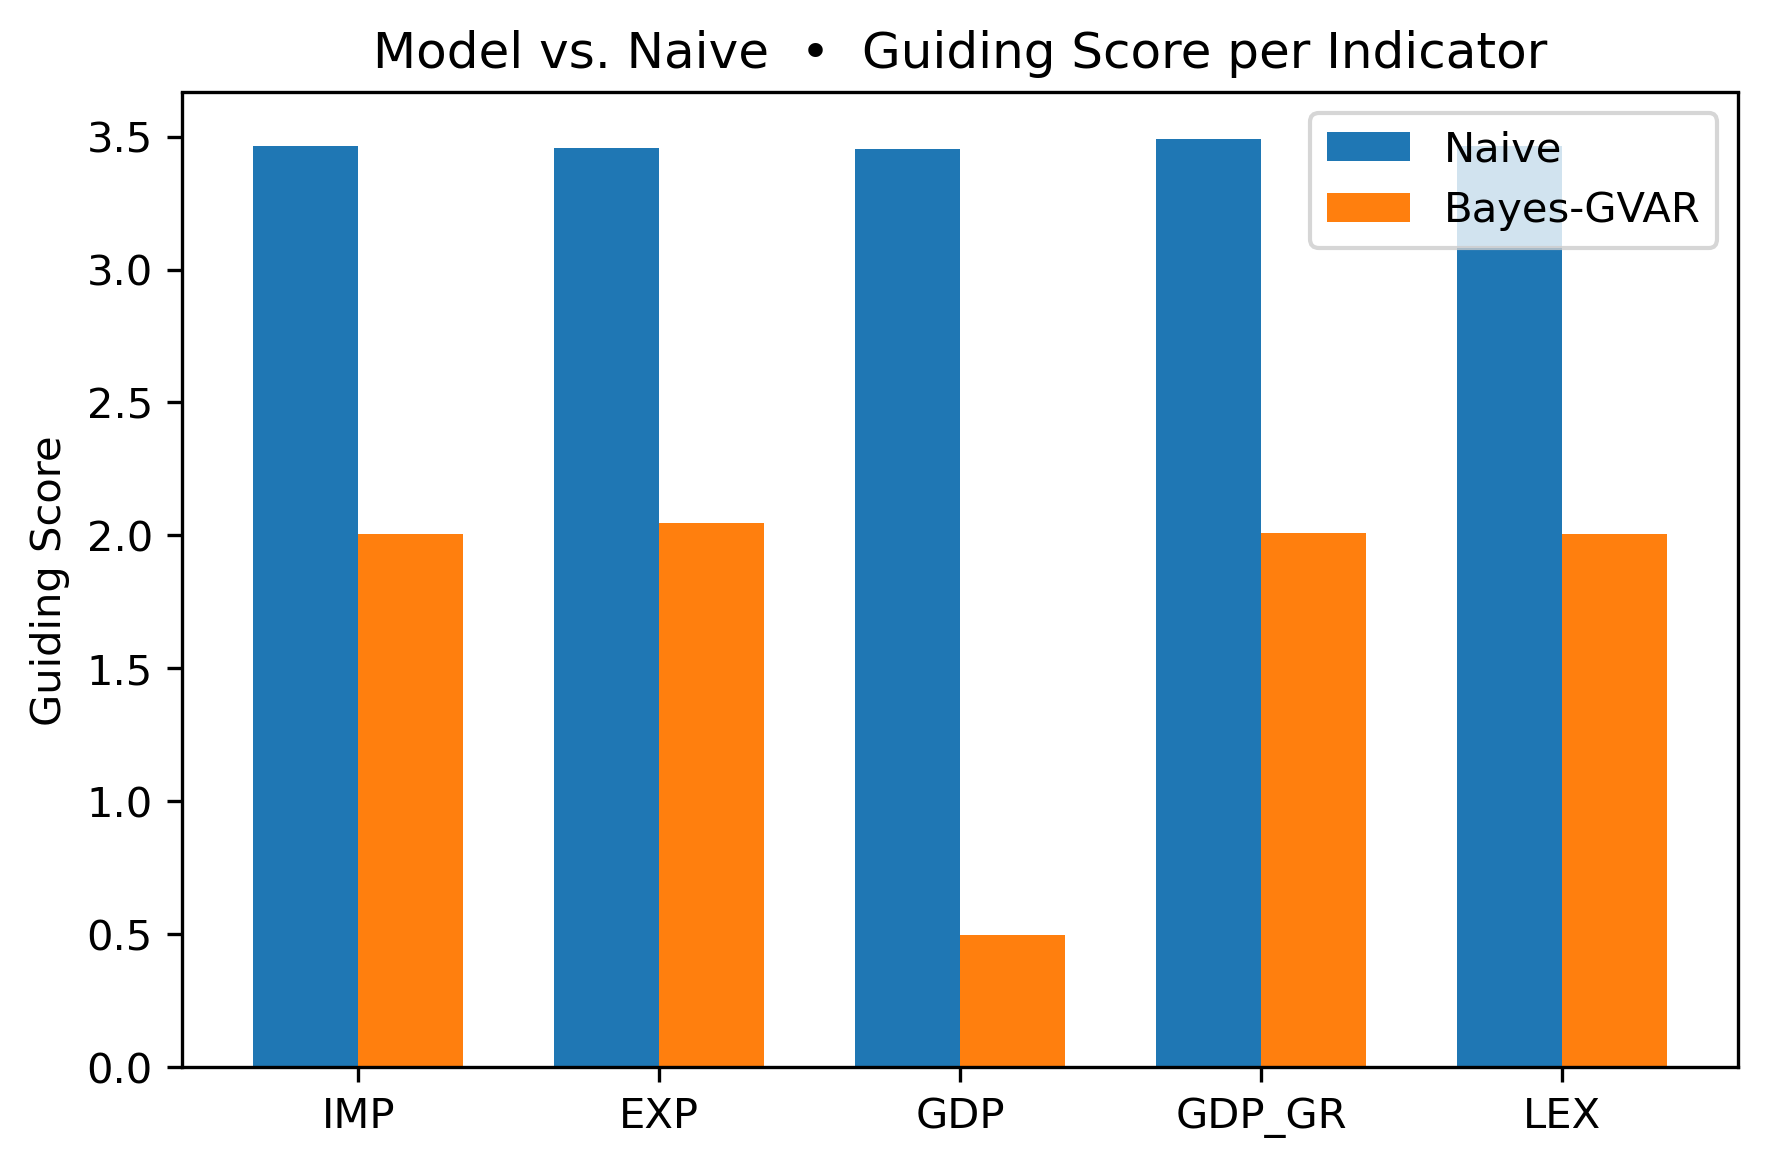 Model vs. Naive • Guiding Score per Indicator
Naive
Bayes-GVAR
Guiding Score
3.5
3.0
2.5
2.0
1.5
1.0
0.5
0.0
IMP
EXP
GDP
GDP_GR
LEX